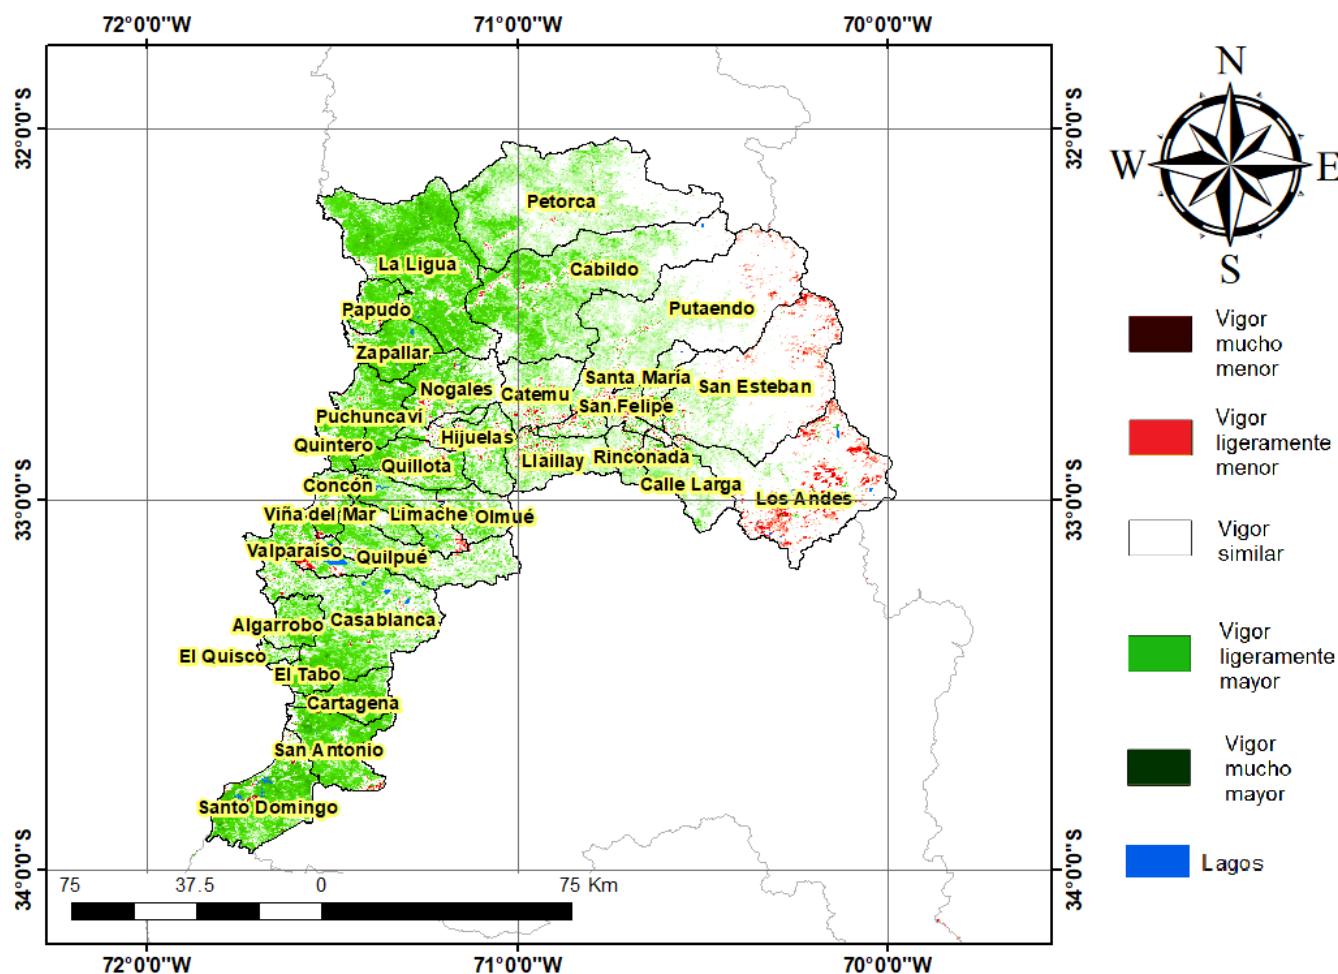 72°0'0"W 71°0'0"W 70°0'0"W
32°0'0"S
32°0'0"S
33°0'0"S
33°0'0"S
34°0'0"S
34°0'0"S
Petorca
La Ligua
Cabildo
Papudo
Putaendo
Zapallar
Nogales
Catemu
Santa María
San Esteban
Puchuncaví
San Felipe
Quintero
Hijuelas
Quillota
Llaillay
Rinconada
Concón
Calle Larga
Los Andes
Viña del Mar
Limache
Olmué
Valparaíso
Quilpué
Algarrobo
Casablanca
El Quisco
El Tabo
Cartagena
San Antonio
Santo Domingo
75 37.5 0 75 Km
72°0'0"W 71°0'0"W 70°0'0"W
N
W E
S
Vigor
mucho
menor
Vigor
ligeramente
menor
Vigor
similar
Vigor
ligeramente
mayor
Vigor
mucho
mayor
Lagos